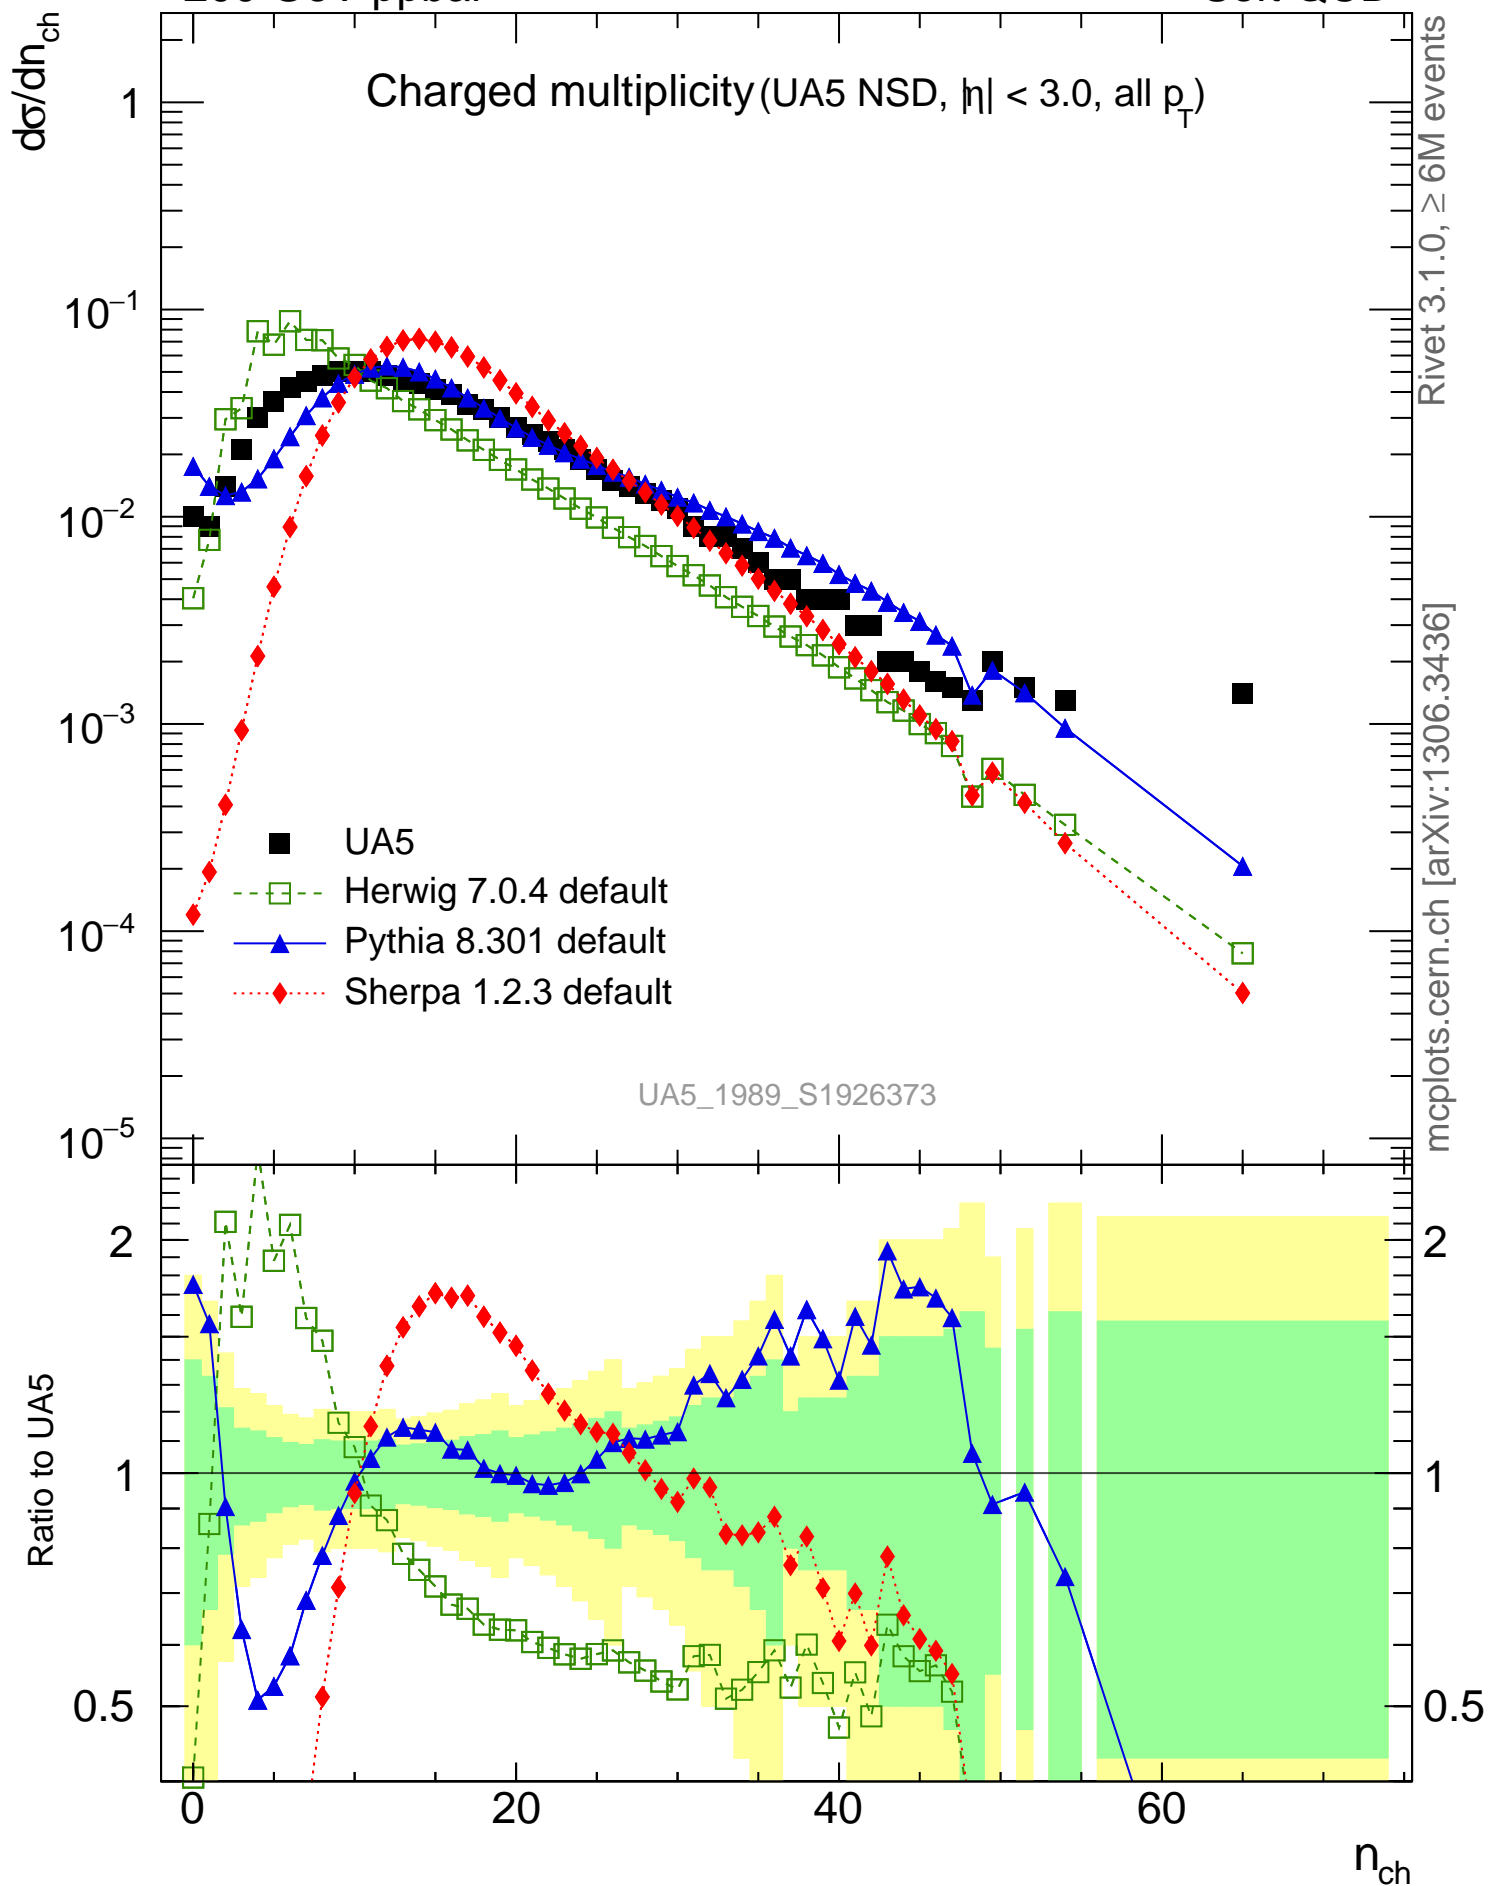 dσ/dn_ch
Charged multiplicity (UA5 NSD, |η| < 3.0, all p_T)
1
10⁻¹
10⁻²
10⁻³
10⁻⁴
10⁻⁵
UA5
Herwig 7.0.4 default
Pythia 8.301 default
Sherpa 1.2.3 default
UA5_1989_S1926373
Rivet 3.1.0, ≥ 6M events
mcplots.cern.ch [arXiv:1306.3436]
Ratio to UA5
2
1
0.5
2
1
0.5
0
20
40
60
n_ch